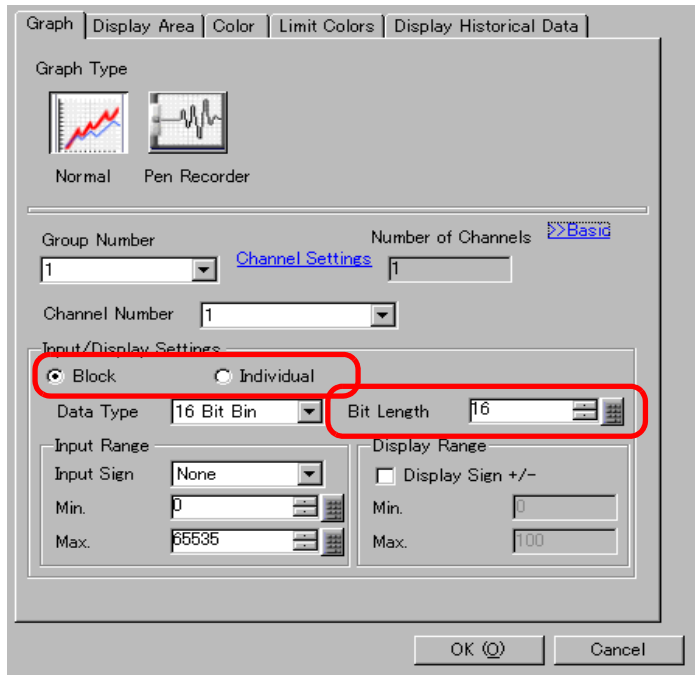 Graph Display Area Color Limit Colors Display Historical Data
Graph Type
Normal Pen Recorder
Group Number Number of Channels >>Basic
1 Channel Settings 1
Channel Number 1
Input/Display Settings
Block Individual
Data Type 16 Bit Bin Bit Length 16
Input Range Display Range
Input Sign None Display Sign +/-
Min. 0 Min. 0
Max. 65535 Max. 100
OK (O) Cancel